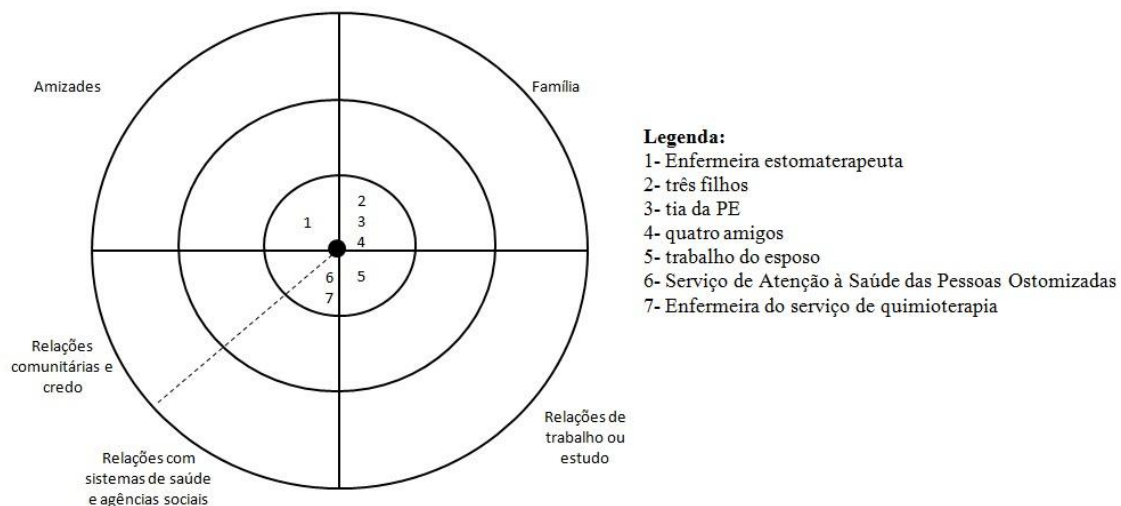 Amizades
Família
1
2
3
4
6
7
5
Relações
comunitárias e
credo
Relações com
sistemas de saúde
e agências sociais
Relações de
trabalho ou
estudo
Legenda:
1- Enfermeira estomaterapeuta
2- três filhos
3- tia da PE
4- quatro amigos
5- trabalho do esposo
6- Serviço de Atenção à Saúde das Pessoas Ostomizadas
7- Enfermeira do serviço de quimioterapia